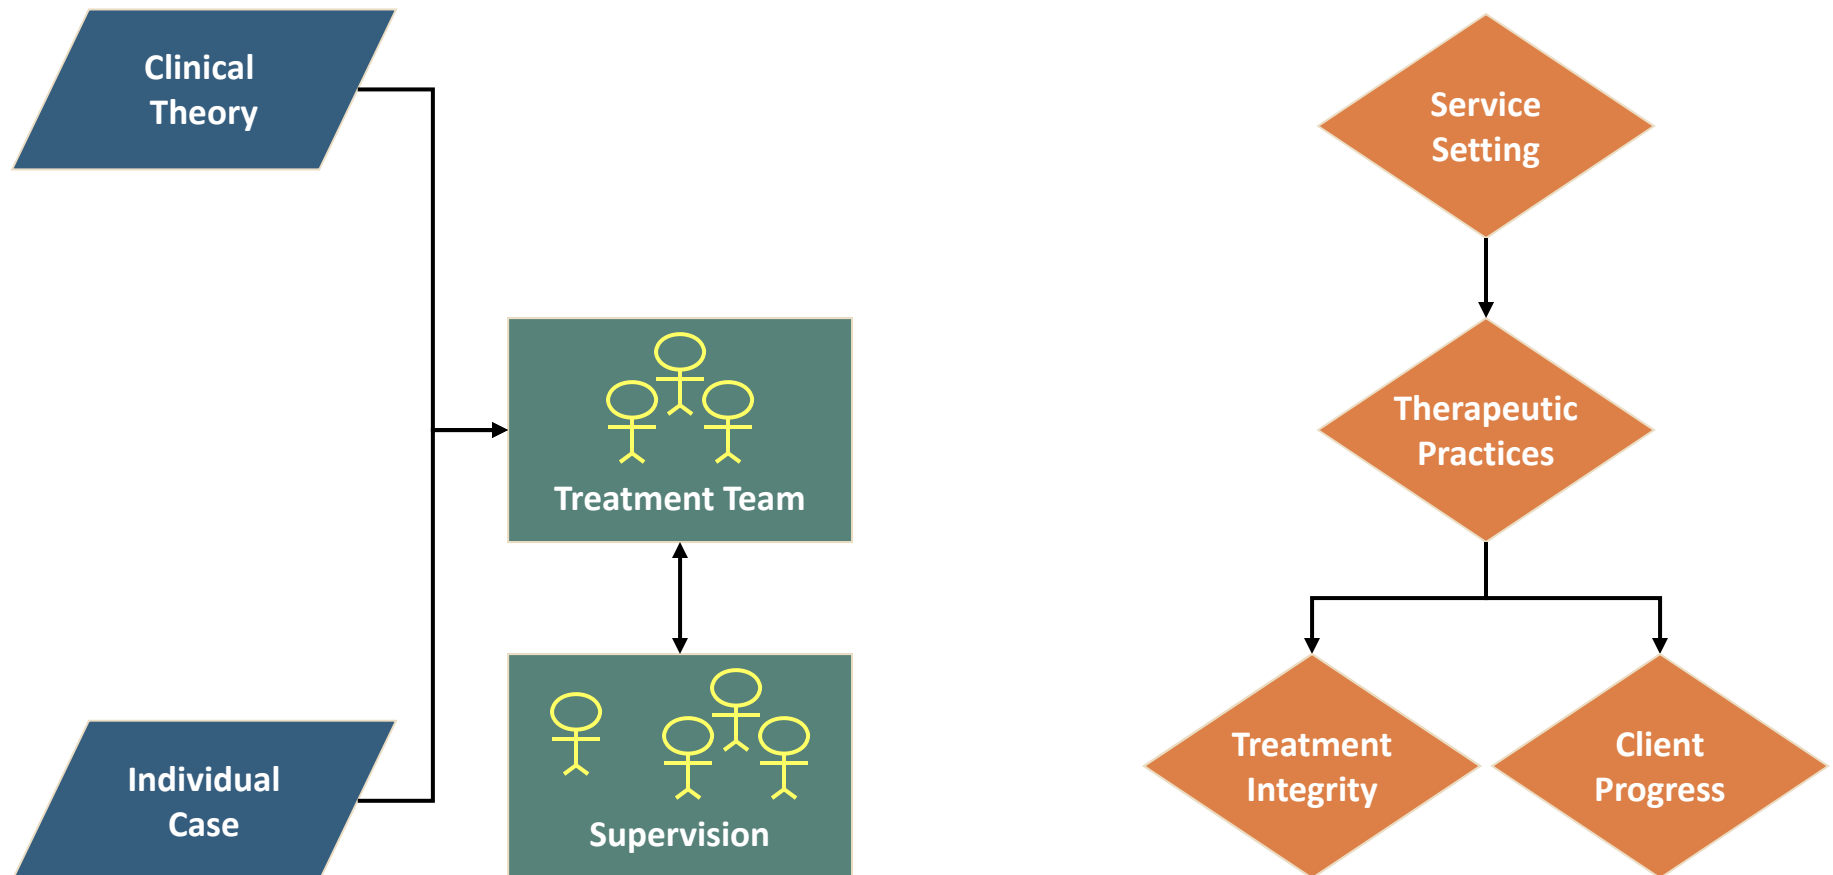 Clinical
Theory
Service
Setting
Treatment Team
Therapeutic
Practices
Individual
Case
Supervision
Treatment
Integrity
Client
Progress